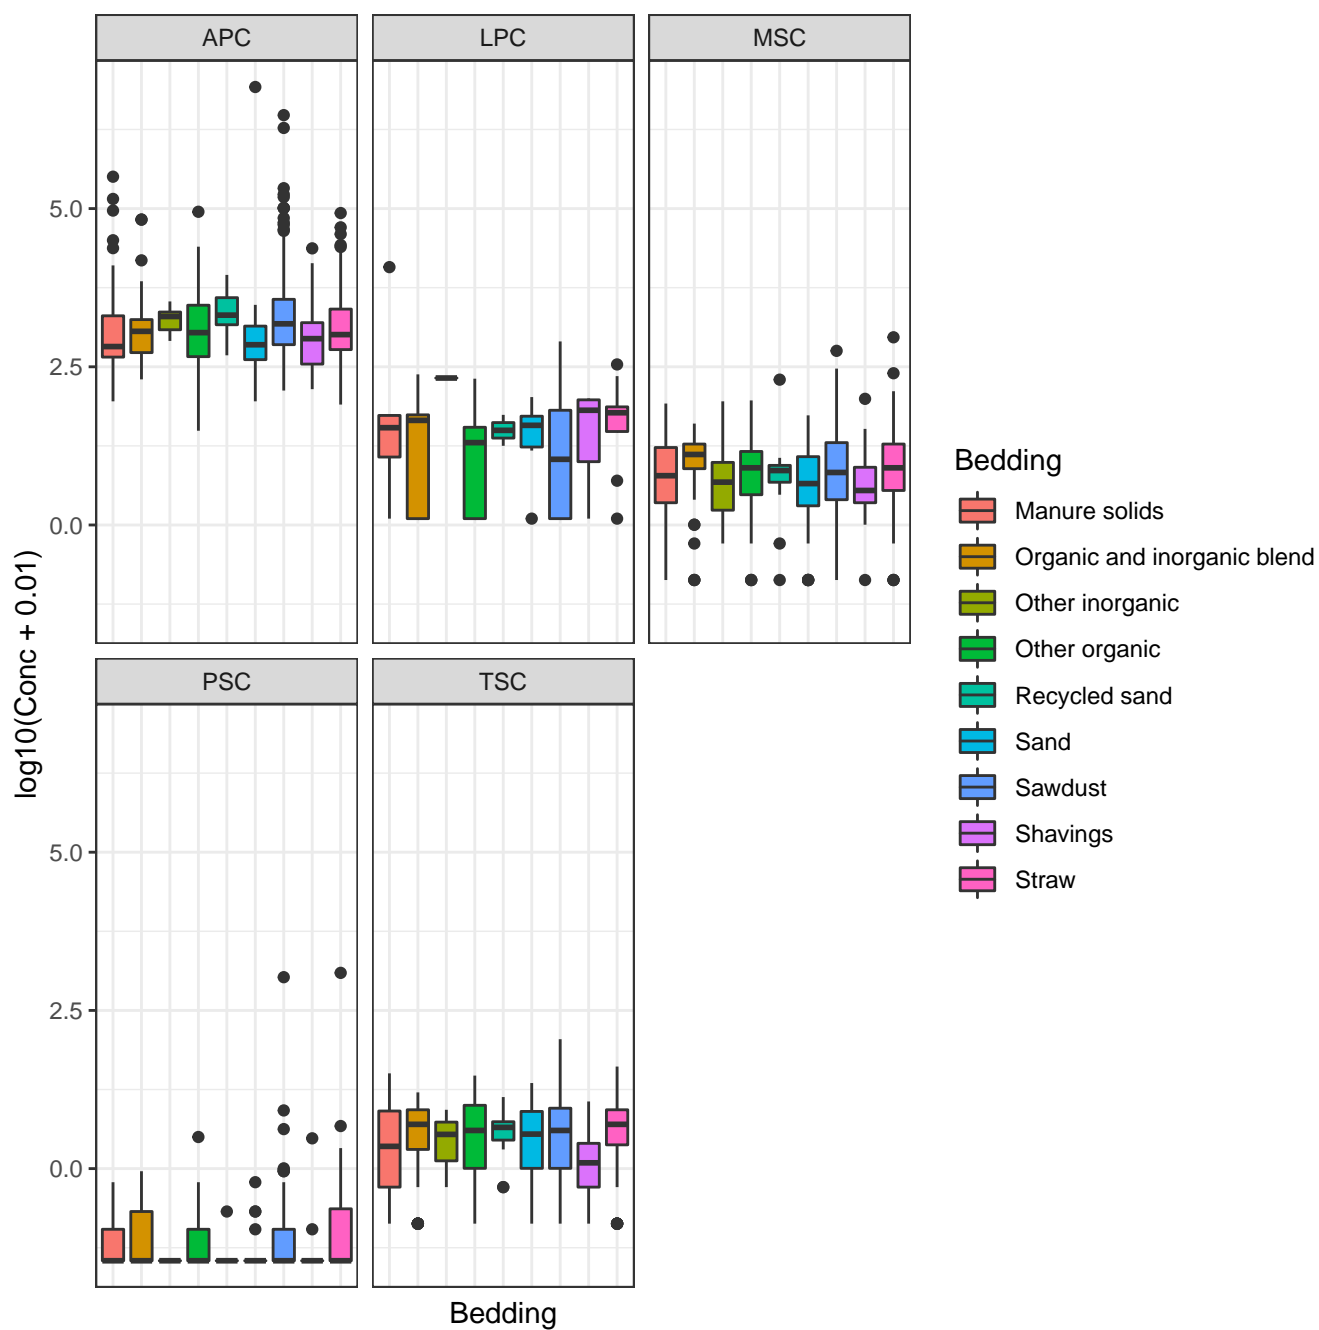 APC
LPC
MSC
5.0
2.5
0.0
PSC
TSC
5.0
2.5
0.0
log10(Conc + 0.01)
Bedding
Bedding
Manure solids
Organic and inorganic blend
Other inorganic
Other organic
Recycled sand
Sand
Sawdust
Shavings
Straw